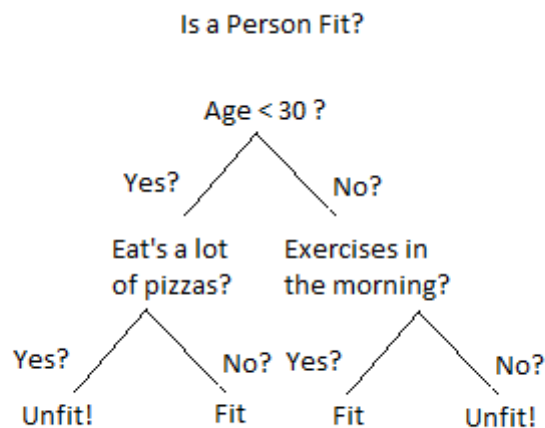 Is a Person Fit?
Age < 30 ?
Yes?
No?
Eat's a lot
of pizzas?
Exercises in
the morning?
Yes?
No?
Yes?
No?
Unfit!
Fit
Fit
Unfit!